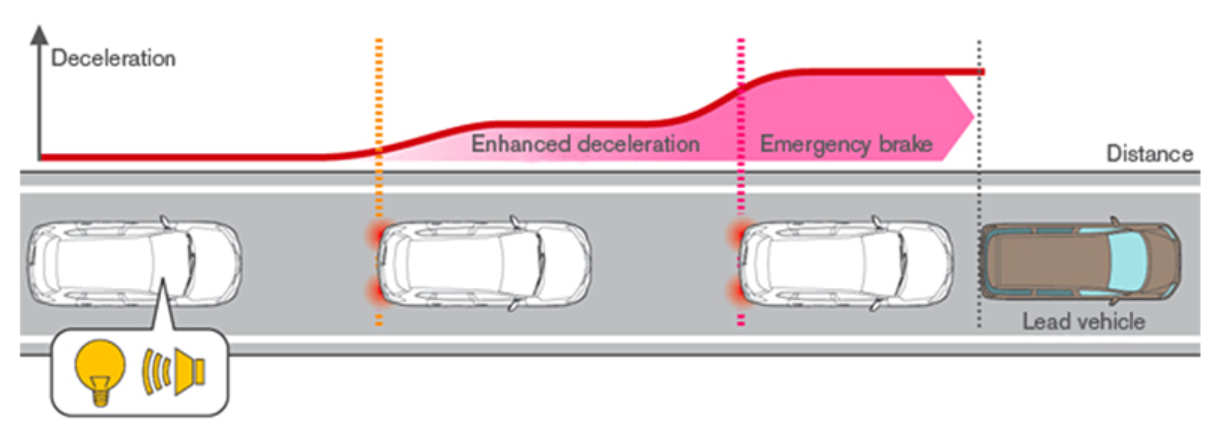 Deceleration
Enhanced deceleration
Emergency brake
Distance
Lead vehicle